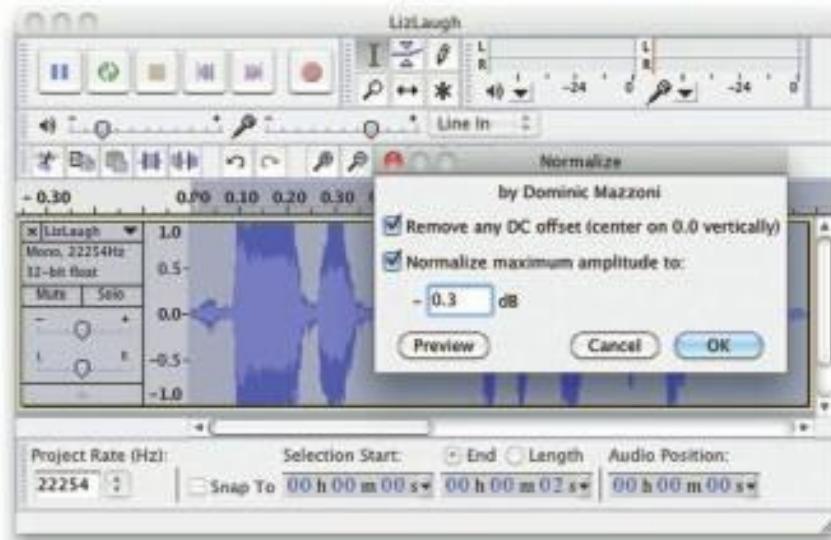 LizLaugh
L
R
-24
0
L
R
-24
0
Line In
Normalize
- 0.30
0.00 0.10 0.20 0.30
by Dominic Mazzoni
Remove any DC offset (center on 0.0 vertically)
Normalize maximum amplitude to:
- 0.3 dB
Preview Cancel OK
LizLaugh
Mono, 22254Hz
32-bit float
Mute Solo
- +
L R
1.0
0.5-
0.0-
-0.5-
-1.0
Project Rate (Hz):
22254
Snap To
Selection Start:
00 h 00 m 00 s
End Length
00 h 00 m 02 s
Audio Position:
00 h 00 m 00 s